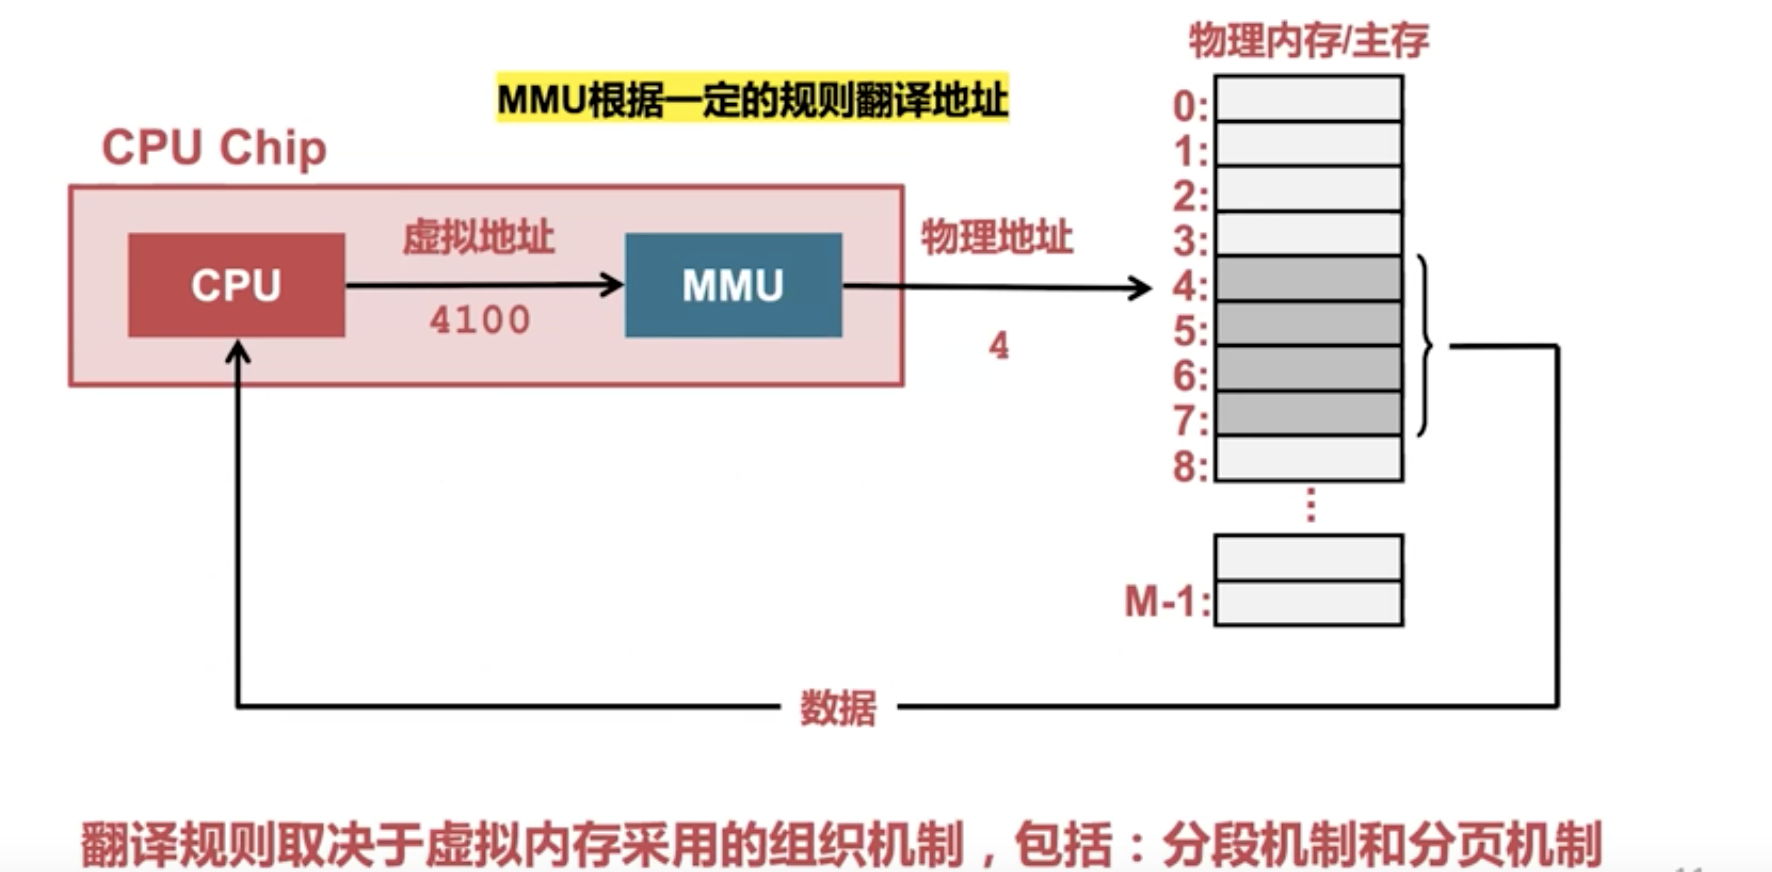 物理内存/主存
MMU根据一定的规则翻译地址
CPU Chip
CPU
虚拟地址
4100
MMU
物理地址
4
0:
1:
2:
3:
4:
5:
6:
7:
8:
⋮
M-1:
数据
翻译规则取决于虚拟内存采用的组织机制，包括：分段机制和分页机制